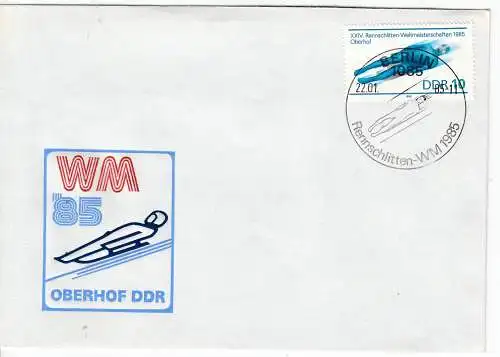 XXIV. Rennschlitten-Weltmeisterschaften 1985
Oberhof
DDR 10
BERLIN
1085
22.01.
85-11
Rennschlitten-WM 1985
WM
'85
OBERHOF DDR